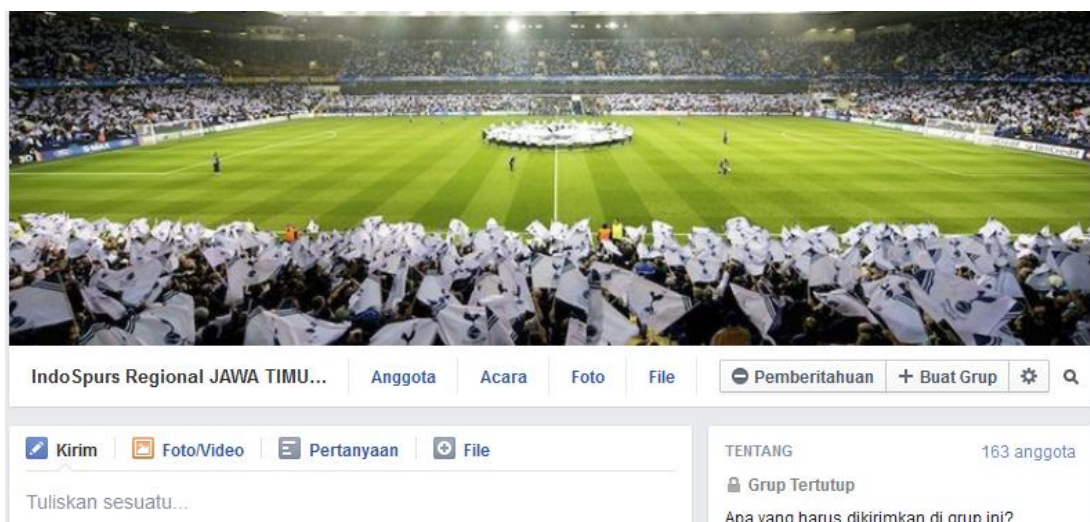 IndoSpurs Regional JAWA TIMU...
Anggota
Acara
Foto
File
Pemberitahuan
+ Buat Grup
Kirim
Foto/Video
Pertanyaan
File
Tuliskan sesuatu...
TENTANG
163 anggota
Grup Tertutup
Apa yang harus dikirimkan di grup ini?